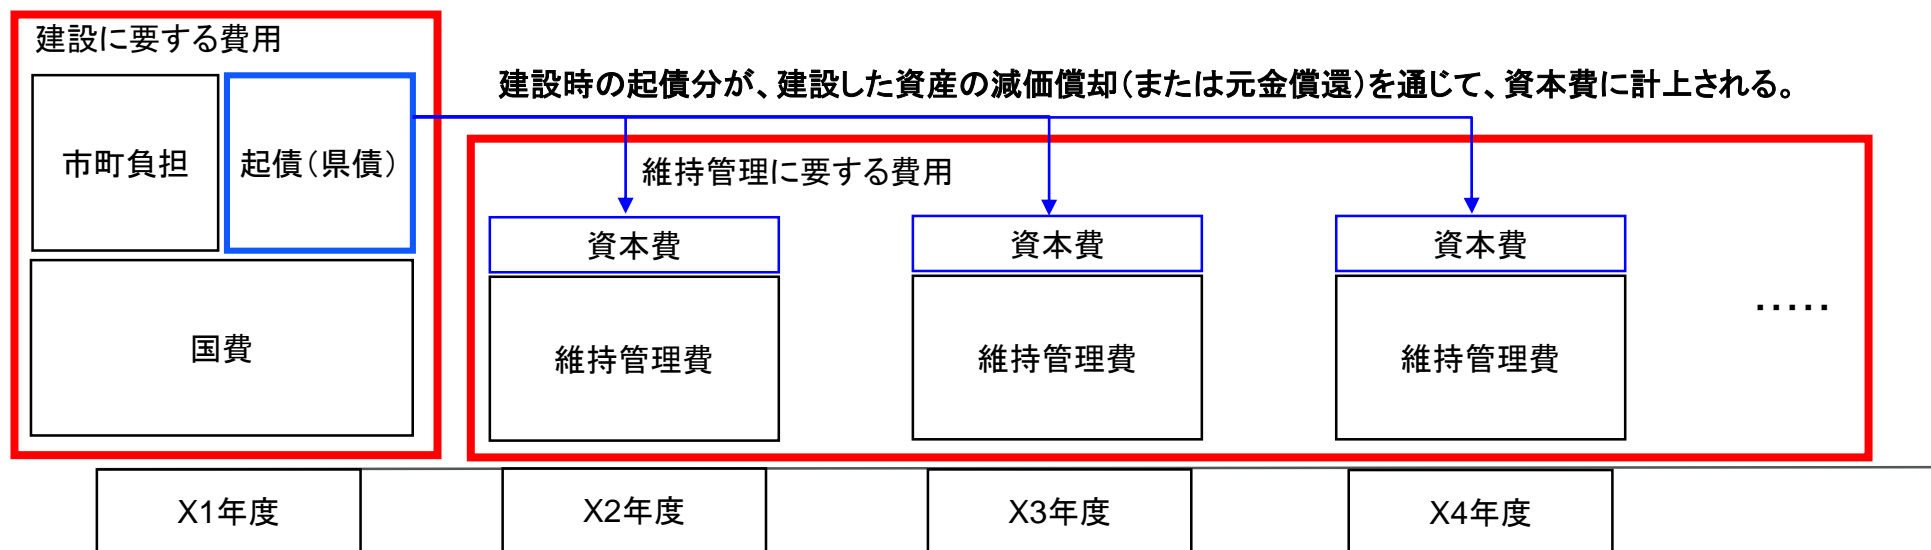 建設に要する費用
建設時の起債分が、建設した資産の減価償却(または元金償還)を通じて、資本費に計上される。
市町負担
起債(県債)
国費
維持管理に要する費用
資本費
資本費
資本費
維持管理費
維持管理費
維持管理費
・・・・・
X1年度
X2年度
X3年度
X4年度